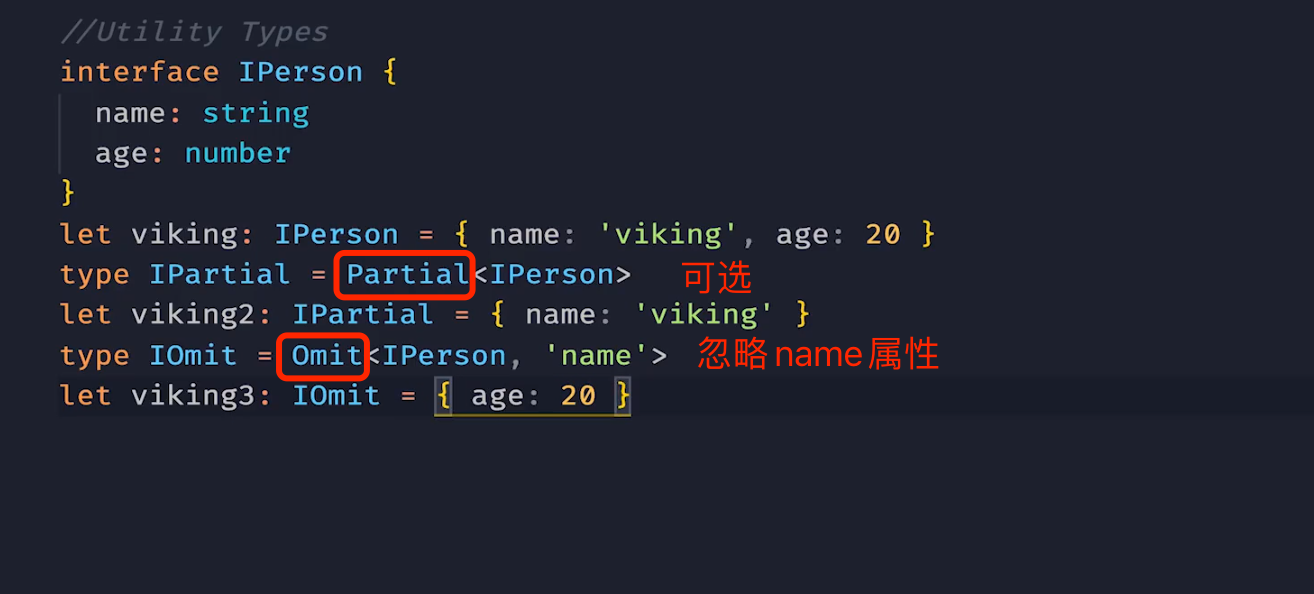 //Utility Types
interface IPerson {
  name: string
  age: number
}
let viking: IPerson = { name: 'viking', age: 20 }
type IPartial = Partial<IPerson> 可选
let viking2: IPartial = { name: 'viking' }
type IOmit = Omit<IPerson, 'name'> 忽略name属性
let viking3: IOmit = { age: 20 }